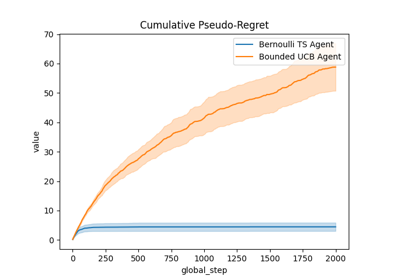 Cumulative Pseudo-Regret
Bernoulli TS Agent
Bounded UCB Agent
value
70
60
50
40
30
20
10
0
0 250 500 750 1000 1250 1500 1750 2000
global_step